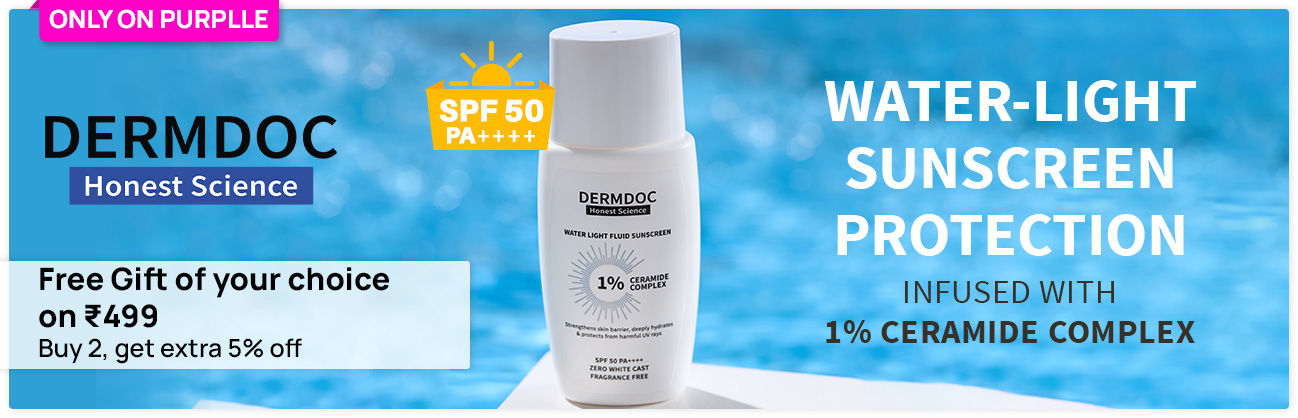 ONLY ON PURPLLE
DERMDOC
Honest Science
Free Gift of your choice
on ₹499
Buy 2, get extra 5% off
SPF 50
PA++++
DERMDOC
Honest Science
WATER LIGHT FLUID SUNSCREEN
1% CERAMIDE
COMPLEX
Strengthens skin barrier, deeply hydrates
& protects from harmful UV rays
SPF 50 PA++++
ZERO WHITE CAST
FRAGRANCE FREE
WATER-LIGHT
SUNSCREEN
PROTECTION
INFUSED WITH
1% CERAMIDE COMPLEX